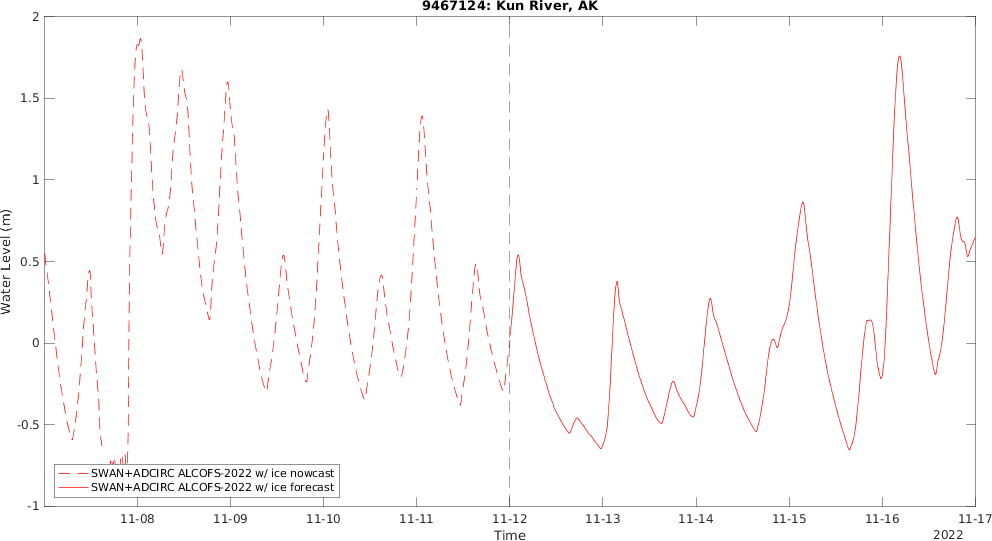 9467124: Kun River, AK
2
1.5
1
0.5
0
-0.5
-1
Water Level (m)
SWAN+ADCIRC ALCOFS-2022 w/ ice nowcast
SWAN+ADCIRC ALCOFS-2022 w/ ice forecast
11-08 11-09 11-10 11-11 11-12 11-13 11-14 11-15 11-16 11-17
Time
2022